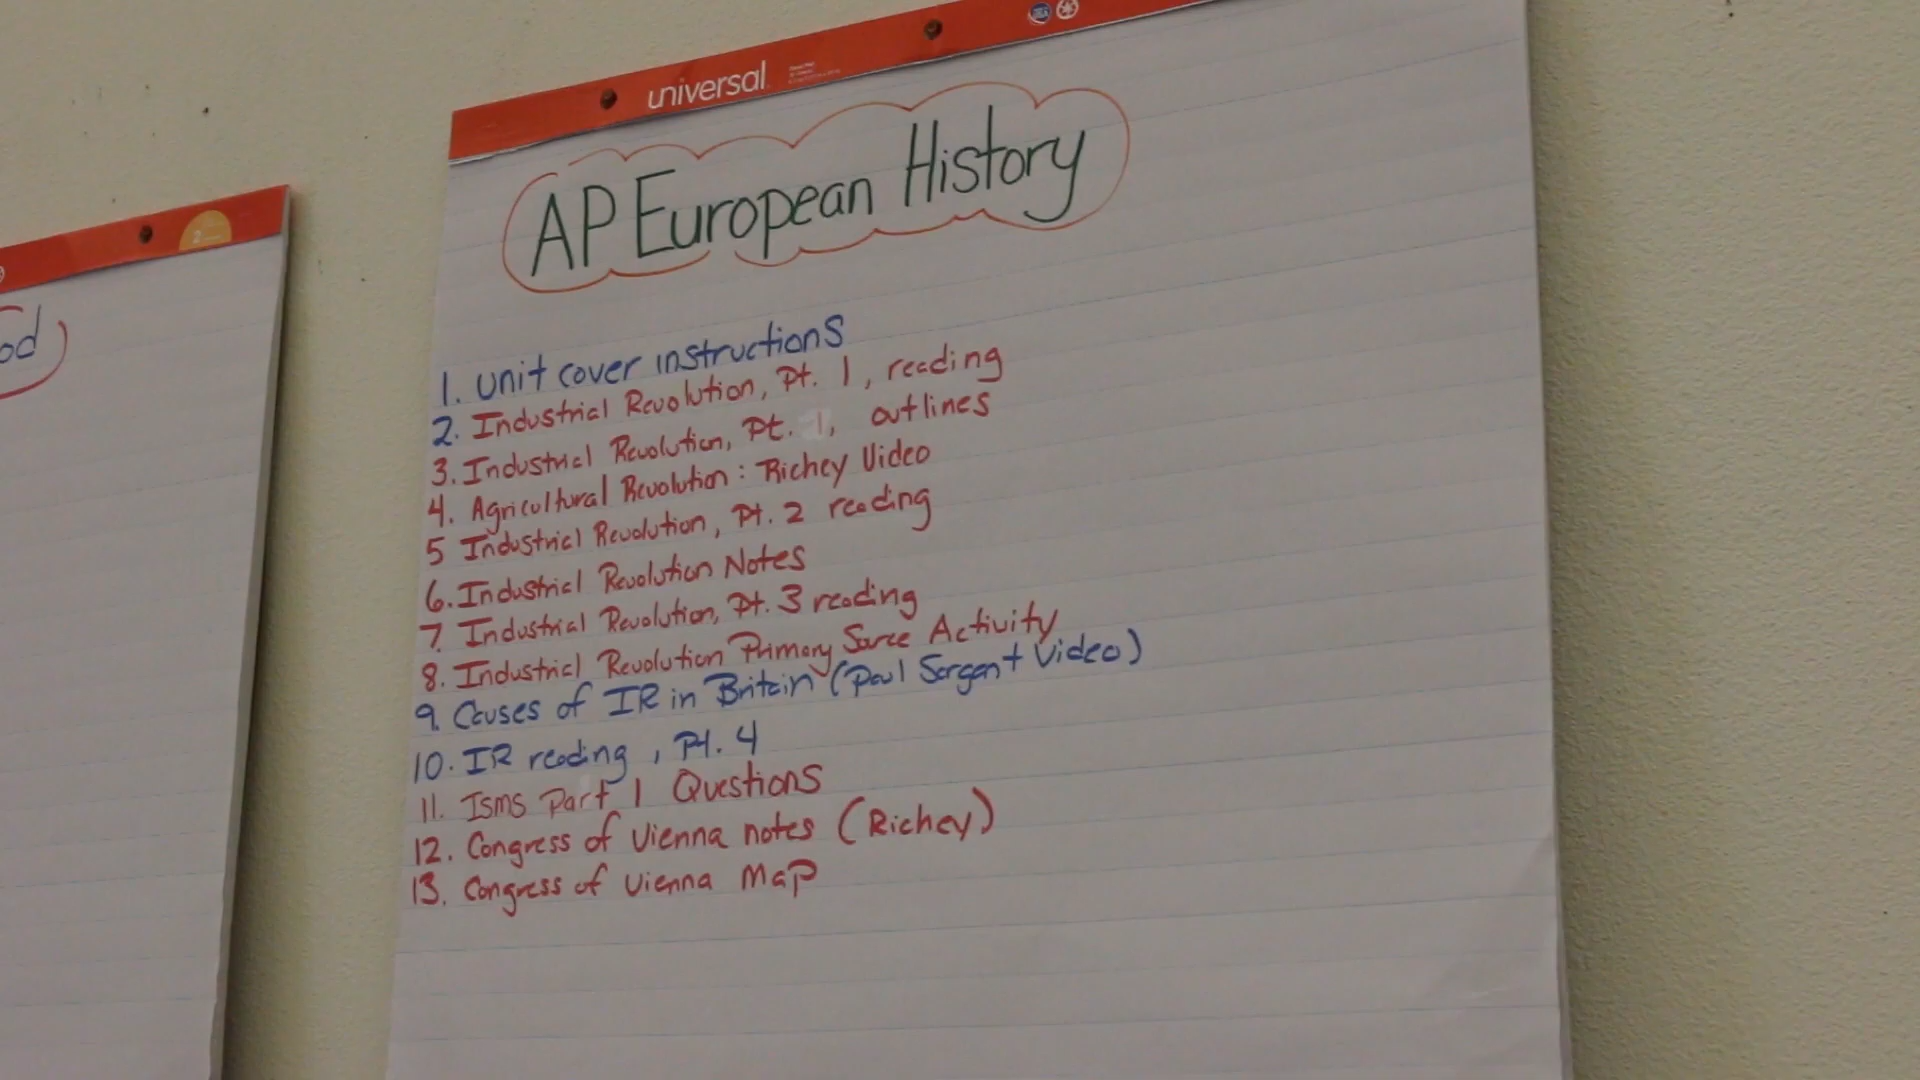 universal
AP European History
1. Unit cover instructions
2. Industrial Revolution, Pt. 1, reading
3. Industrial Revolution, Pt. 1, outlines
4. Agricultural Revolution: Richey Video
5 Industrial Revolution, Pt. 2 reading
6. Industrial Revolution Notes
7. Industrial Revolution, Pt. 3 reading
8. Industrial Revolution Primary Sorce Activity
9. Causes of IR in Britain (Paul Sargent Video)
10. IR reading, Pt. 4
11. Isms Part 1 Questions
12. Congress of Vienna notes (Richey)
13. Congress of Vienna Map
od
2